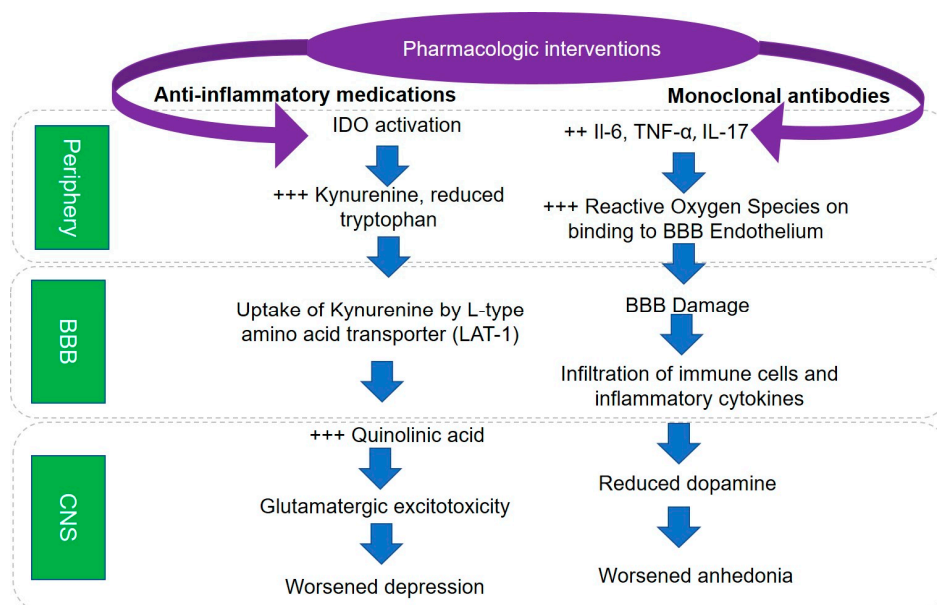 Pharmacologic interventions
Anti-inflammatory medications
Monoclonal antibodies
Periphery
IDO activation
+++ Kynurenine, reduced
tryptophan
++ Il-6, TNF-α, IL-17
+++ Reactive Oxygen Species on
binding to BBB Endothelium
BBB
Uptake of Kynurenine by L-type
amino acid transporter (LAT-1)
BBB Damage
Infiltration of immune cells and
inflammatory cytokines
CNS
+++ Quinolinic acid
Glutamatergic excitotoxicity
Worsened depression
Reduced dopamine
Worsened anhedonia